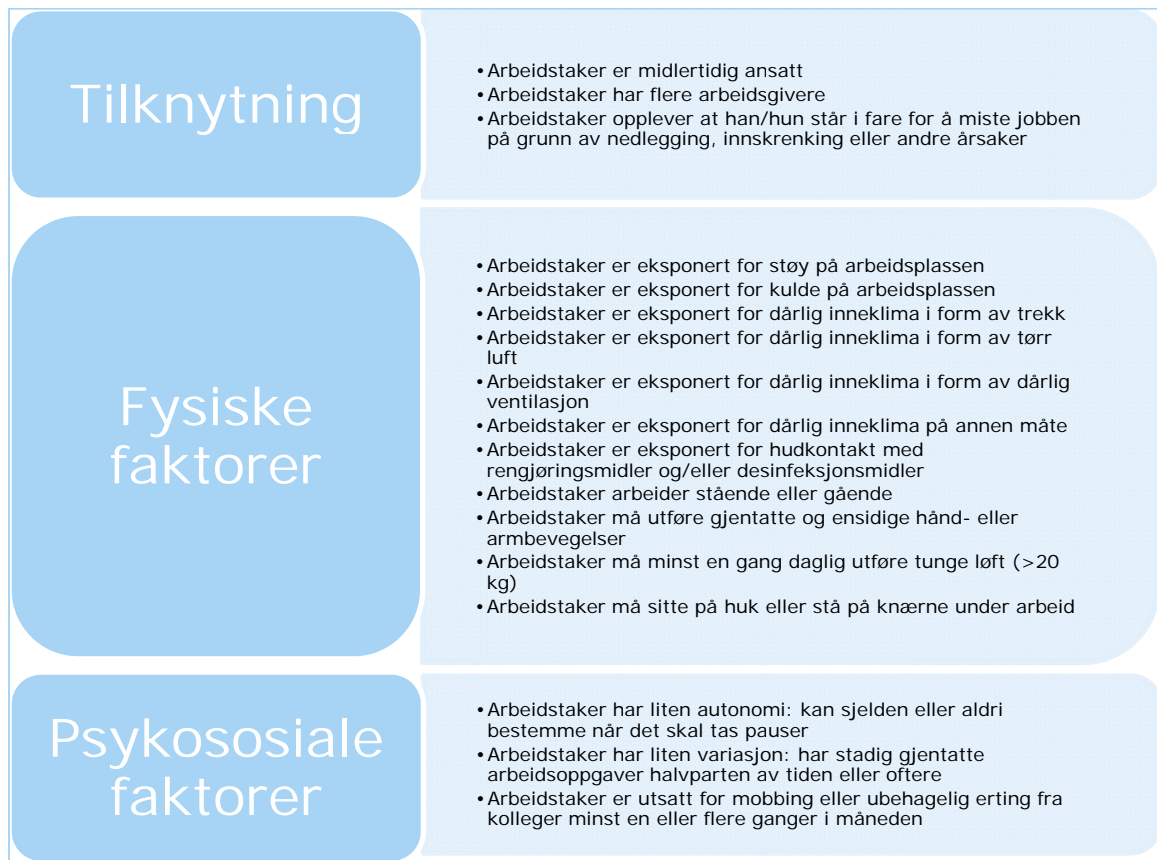 Tilknytning
• Arbeidstaker er midlertidig ansatt
• Arbeidstaker har flere arbeidsgivere
• Arbeidstaker opplever at han/hun står i fare for å miste jobben
på grunn av nedlegging, innskrenking eller andre årsaker
Fysiske
faktorer
• Arbeidstaker er eksponert for støy på arbeidsplassen
• Arbeidstaker er eksponert for kulde på arbeidsplassen
• Arbeidstaker er eksponert for dårlig inneklima i form av trekk
• Arbeidstaker er eksponert for dårlig inneklima i form av tørr
luft
• Arbeidstaker er eksponert for dårlig inneklima i form av dårlig
ventilasjon
• Arbeidstaker er eksponert for dårlig inneklima på annen måte
• Arbeidstaker er eksponert for hudkontakt med
rengjøringsmidler og/eller desinfeksjonsmidler
• Arbeidstaker arbeider stående eller gående
• Arbeidstaker må utføre gjentatte og ensidige hånd- eller
armbevegelser
• Arbeidstaker må minst en gang daglig utføre tunge løft (>20
kg)
• Arbeidstaker må sitte på huk eller stå på knærne under arbeid
Psykososiale
faktorer
• Arbeidstaker har liten autonomi: kan sjelden eller aldri
bestemme når det skal tas pauser
• Arbeidstaker har liten variasjon: har stadig gjentatte
arbeidsoppgaver halvparten av tiden eller oftere
• Arbeidstaker er utsatt for mobbing eller ubehagelig erting fra
kolleger minst en eller flere ganger i måneden